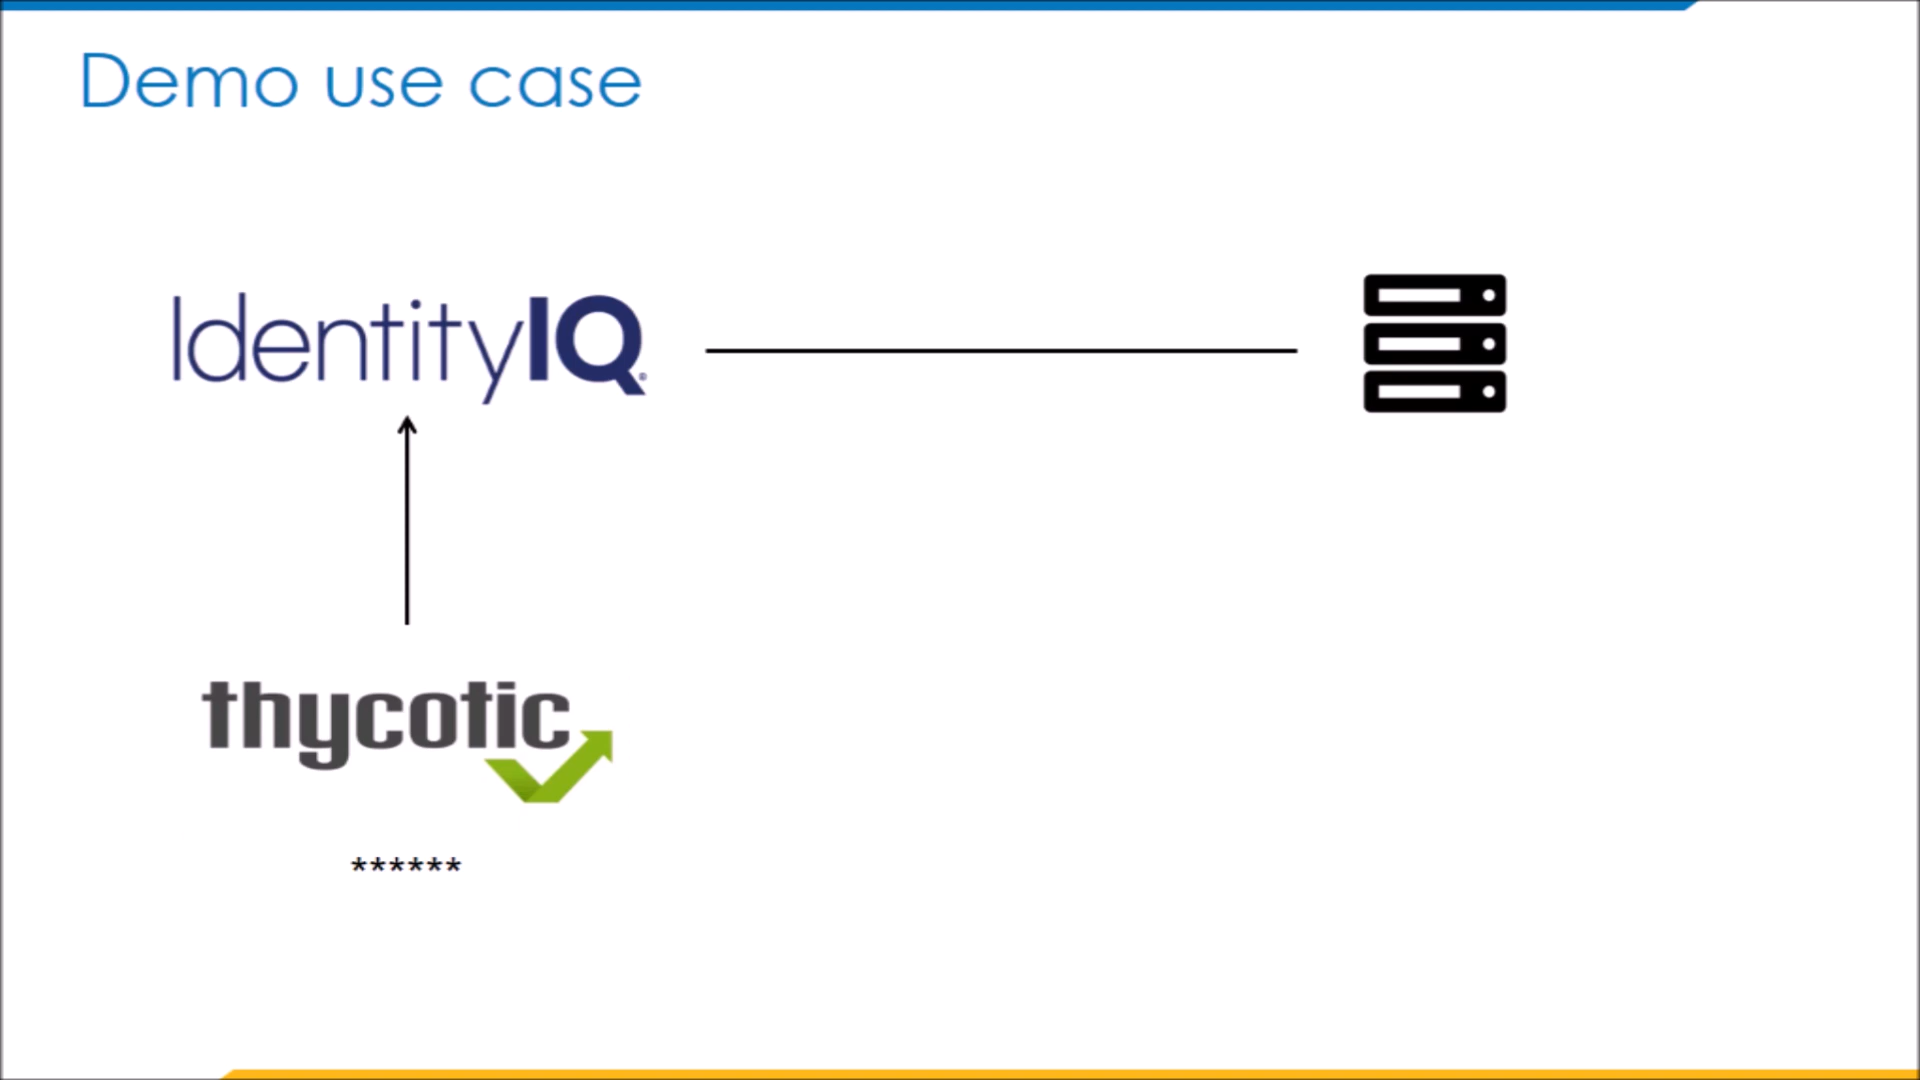 Demo use case
IdentityIQ®
thycotic
******